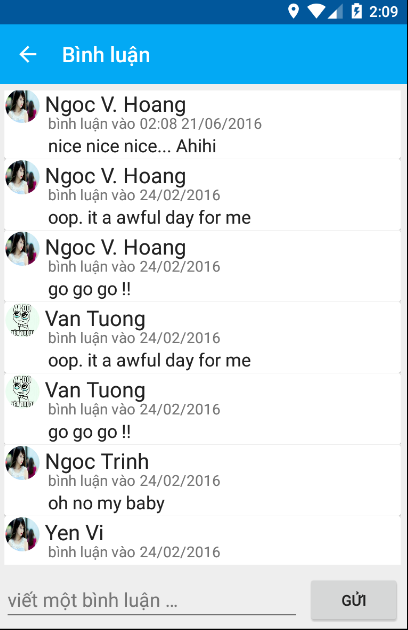 2:09
Bình luận
Ngoc V. Hoang
bình luận vào 02:08 21/06/2016
nice nice nice... Ahihi
Ngoc V. Hoang
bình luận vào 24/02/2016
oop. it a awful day for me
Ngoc V. Hoang
bình luận vào 24/02/2016
go go go !!
Van Tuong
bình luận vào 24/02/2016
oop. it a awful day for me
Van Tuong
bình luận vào 24/02/2016
go go go !!
Ngoc Trinh
bình luận vào 24/02/2016
oh no my baby
Yen Vi
bình luận vào 24/02/2016
viết một bình luận ...
GỬI